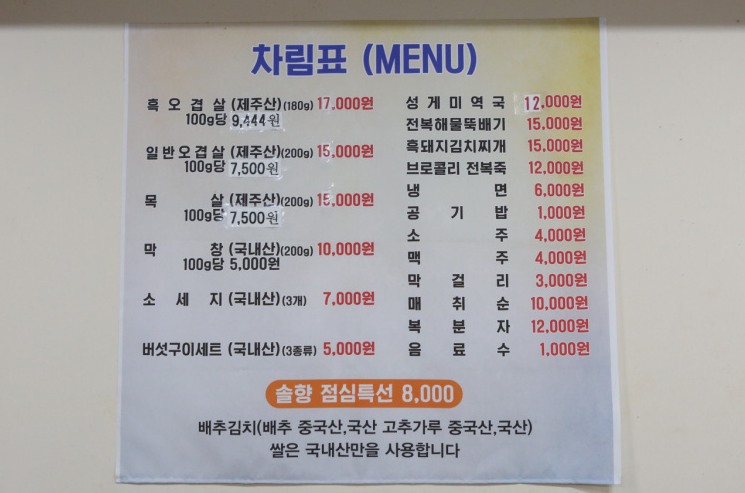 차림표 (MENU)
흑오겹살 (제주산)(180g) 17,000원
100g당 9,444원
일반오겹살 (제주산)(200g) 15,000원
100g당 7,500원
목살 (제주산)(200g) 15,000원
100g당 7,500원
막창 (국내산)(200g) 10,000원
100g당 5,000원
소세지 (국내산)(3개) 7,000원
버섯구이세트 (국내산)(3종류) 5,000원
성게미역국 12,000원
전복해물뚝배기 15,000원
흑돼지김치찌개 15,000원
브로콜리 전복죽 12,000원
냉면 6,000원
공기밥 1,000원
소주 4,000원
맥주 4,000원
막걸리 3,000원
매취순 10,000원
복분자 12,000원
음료수 1,000원
솔향 점심특선 8,000
배추김치(배추 중국산,국산 고추가루 중국산,국산)
쌀은 국내산만을 사용합니다